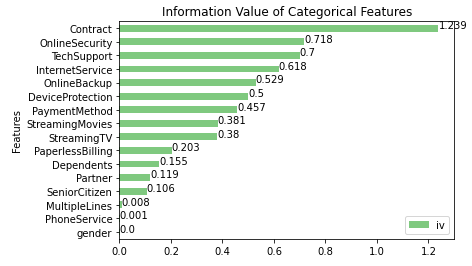 Information Value of Categorical Features
Features
Contract 1.239
OnlineSecurity 0.718
TechSupport 0.7
InternetService 0.618
OnlineBackup 0.529
DeviceProtection 0.5
PaymentMethod 0.457
StreamingMovies 0.381
StreamingTV 0.38
PaperlessBilling 0.203
Dependents 0.155
Partner 0.119
SeniorCitizen 0.106
MultipleLines 0.008
PhoneService 0.001
gender 0.0
iv
0.0 0.2 0.4 0.6 0.8 1.0 1.2